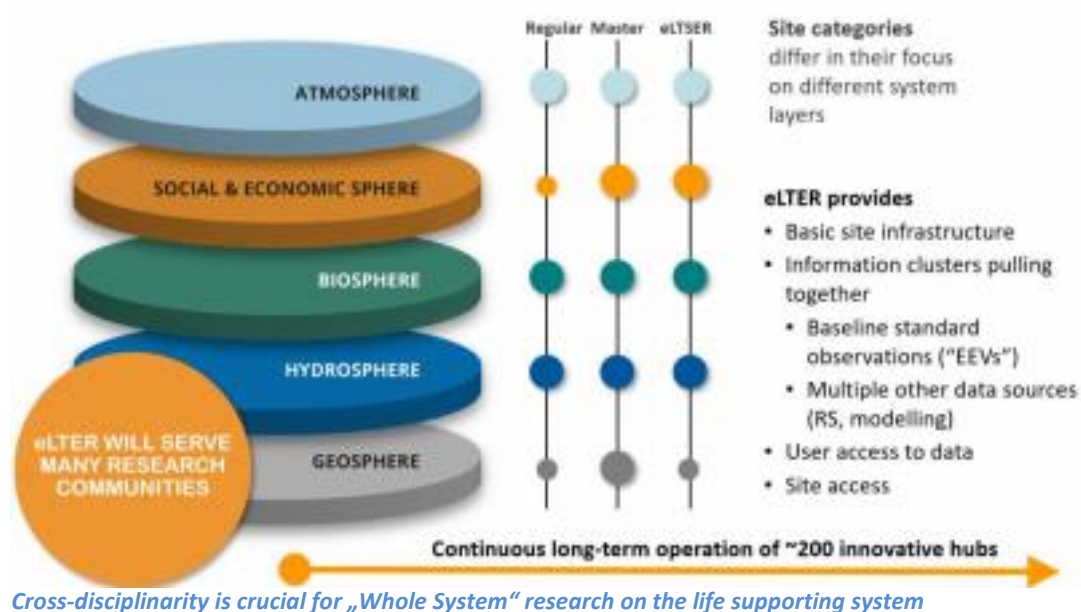 Regular Master eLTSER
Site categories
differ in their focus
on different system
layers
ATMOSPHERE
SOCIAL & ECONOMIC SPHERE
BIOSPHERE
HYDROSPHERE
GEOSPHERE
eLTER WILL SERVE
MANY RESEARCH
COMMUNITIES
eLTER provides
• Basic site infrastructure
• Information clusters pulling
together
• Baseline standard
observations (“EEVs”)
• Multiple other data sources
(RS, modelling)
• User access to data
• Site access
Continuous long-term operation of ~200 innovative hubs
Cross-disciplinarity is crucial for „Whole System“ research on the life supporting system